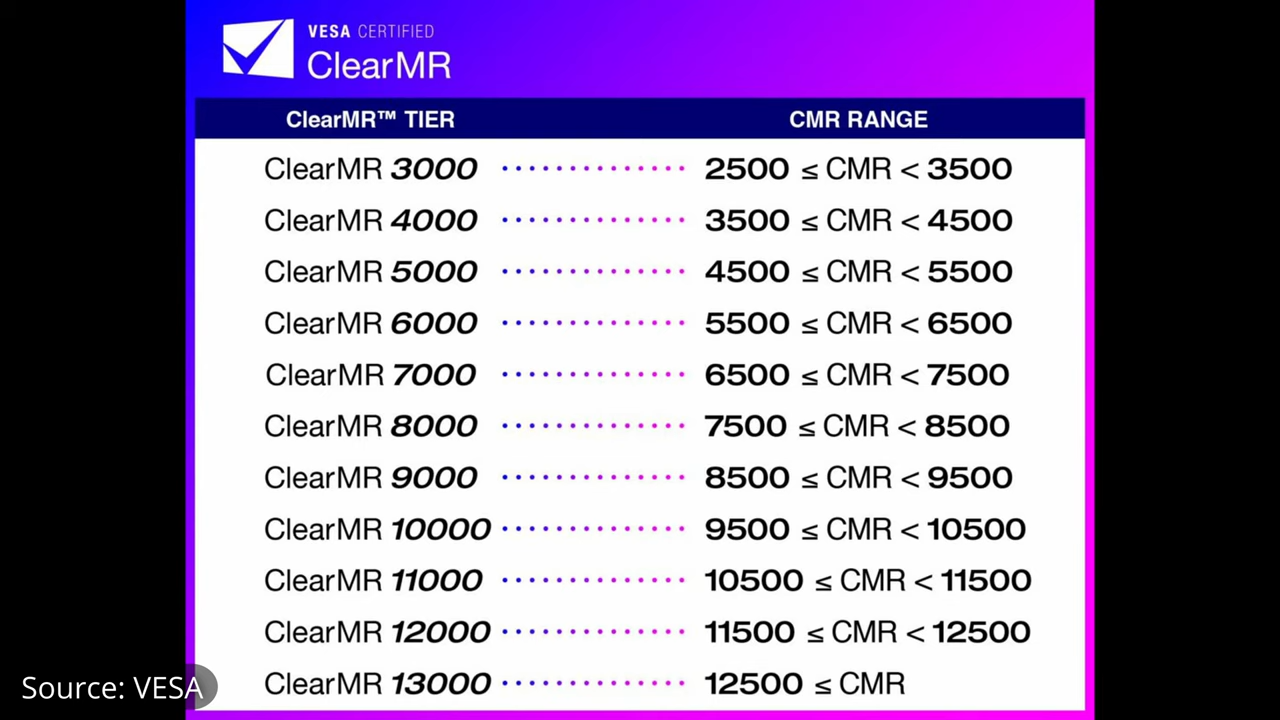 VESA CERTIFIED
ClearMR
ClearMR™ TIER CMR RANGE
ClearMR 3000 2500 ≤ CMR < 3500
ClearMR 4000 3500 ≤ CMR < 4500
ClearMR 5000 4500 ≤ CMR < 5500
ClearMR 6000 5500 ≤ CMR < 6500
ClearMR 7000 6500 ≤ CMR < 7500
ClearMR 8000 7500 ≤ CMR < 8500
ClearMR 9000 8500 ≤ CMR < 9500
ClearMR 10000 9500 ≤ CMR < 10500
ClearMR 11000 10500 ≤ CMR < 11500
ClearMR 12000 11500 ≤ CMR < 12500
ClearMR 13000 12500 ≤ CMR
Source: VESA